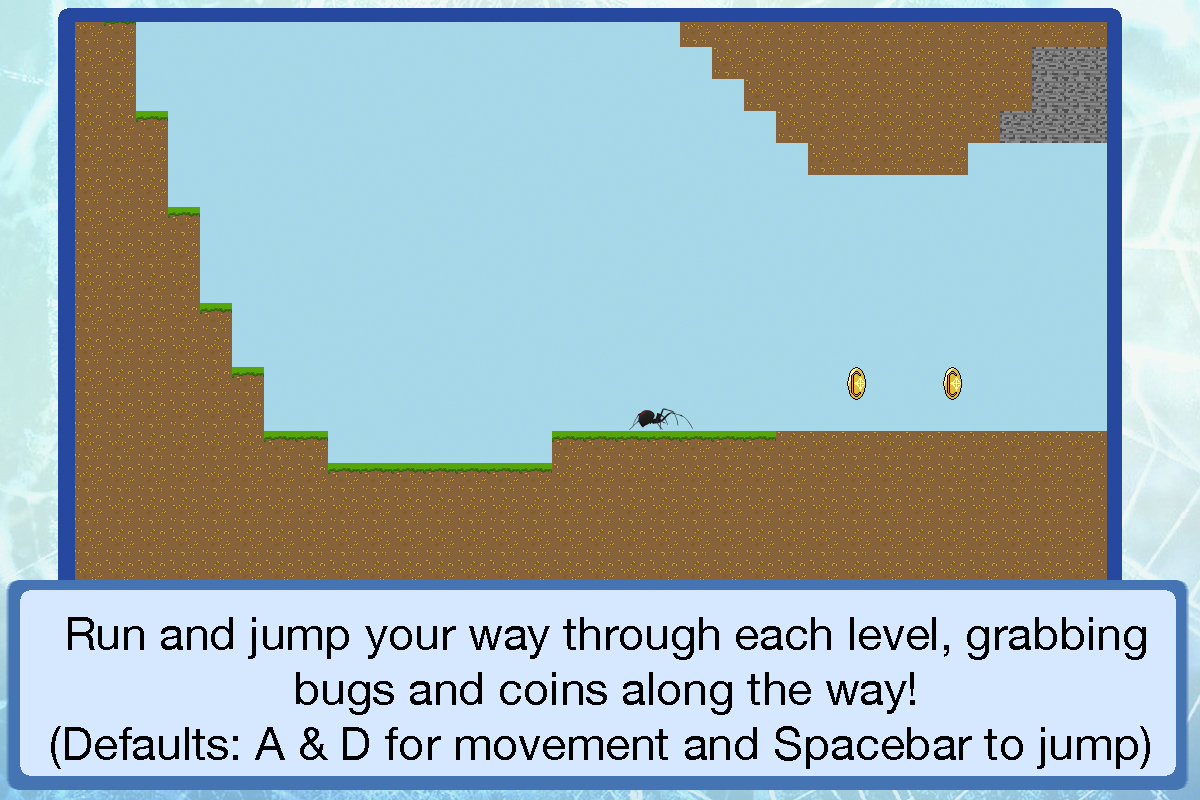 Run and jump your way through each level, grabbing
bugs and coins along the way!
(Defaults: A & D for movement and Spacebar to jump)